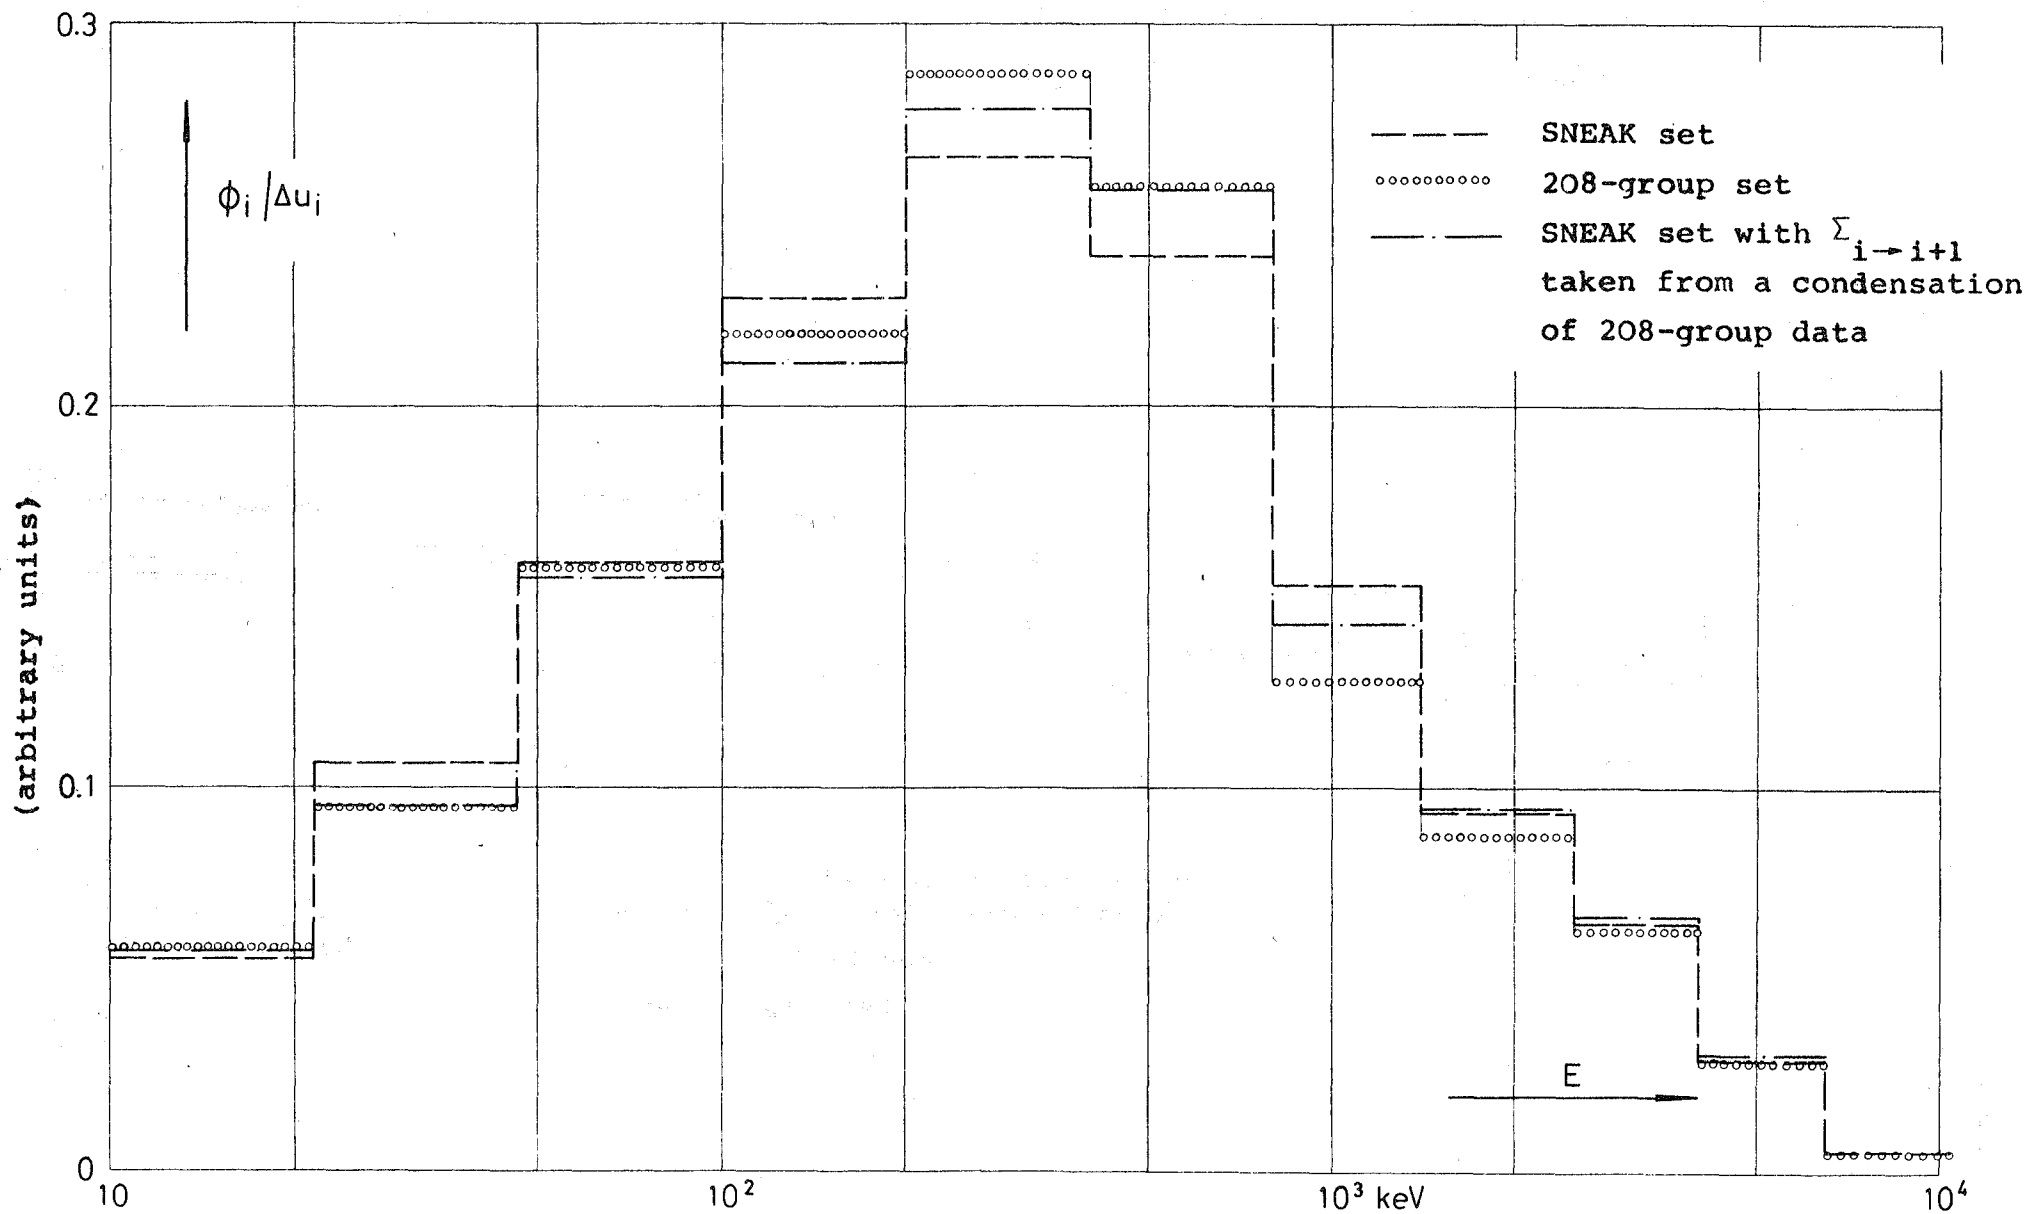 0.3
0.2
0.1
0
(arbitrary units)
ϕi /Δui
SNEAK set
208-group set
SNEAK set with Σi→i+1
taken from a condensation
of 208-group data
E
10
10²
10³ keV
10⁴